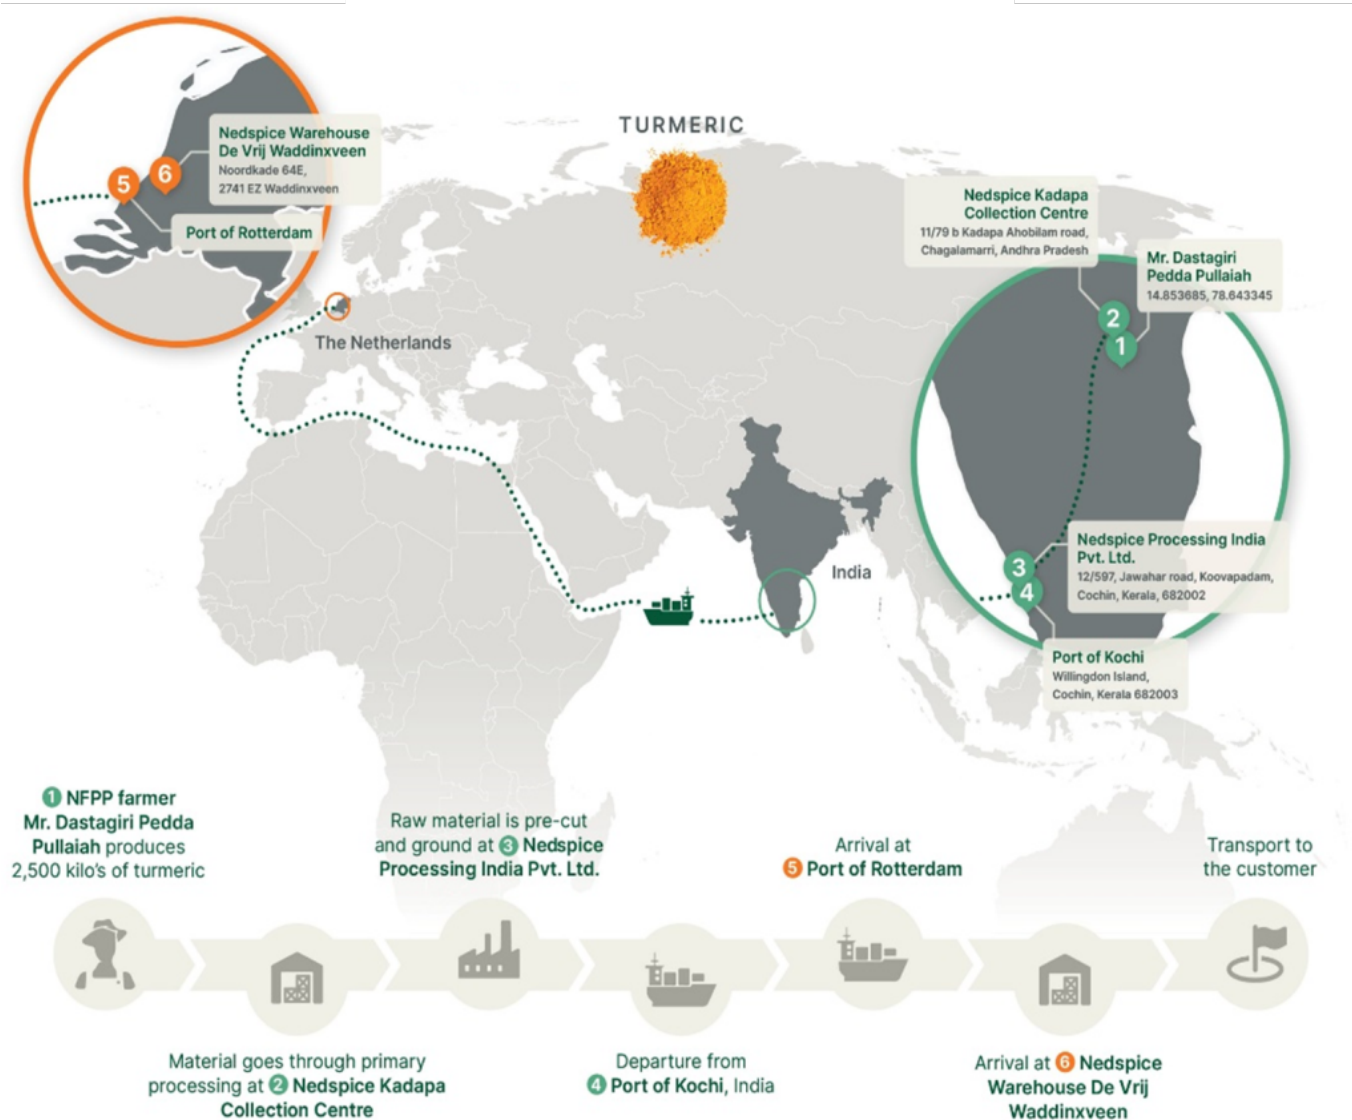 TURMERIC
Nedspice Warehouse
De Vrij Waddinxveen
Noordkade 64E,
2741 EZ Waddinxveen
5
6
Port of Rotterdam
The Netherlands
India
Nedspice Kadapa
Collection Centre
11/79 b Kadapa Ahobilam road,
Chagalamarri, Andhra Pradesh
Mr. Dastagiri
Pedda Pullaiah
14.853685, 78.643345
2
1
3
4
Nedspice Processing India
Pvt. Ltd.
12/597, Jawahar road, Koovapadam,
Cochin, Kerala, 682002
Port of Kochi
Willingdon Island,
Cochin, Kerala 682003
1 NFPP farmer
Mr. Dastagiri Pedda
Pullaiah produces
2,500 kilo's of turmeric
Material goes through primary
processing at 2 Nedspice Kadapa
Collection Centre
Raw material is pre-cut
and ground at 3 Nedspice
Processing India Pvt. Ltd.
Departure from
4 Port of Kochi, India
Arrival at
5 Port of Rotterdam
Arrival at 6 Nedspice
Warehouse De Vrij
Waddinxveen
Transport to
the customer